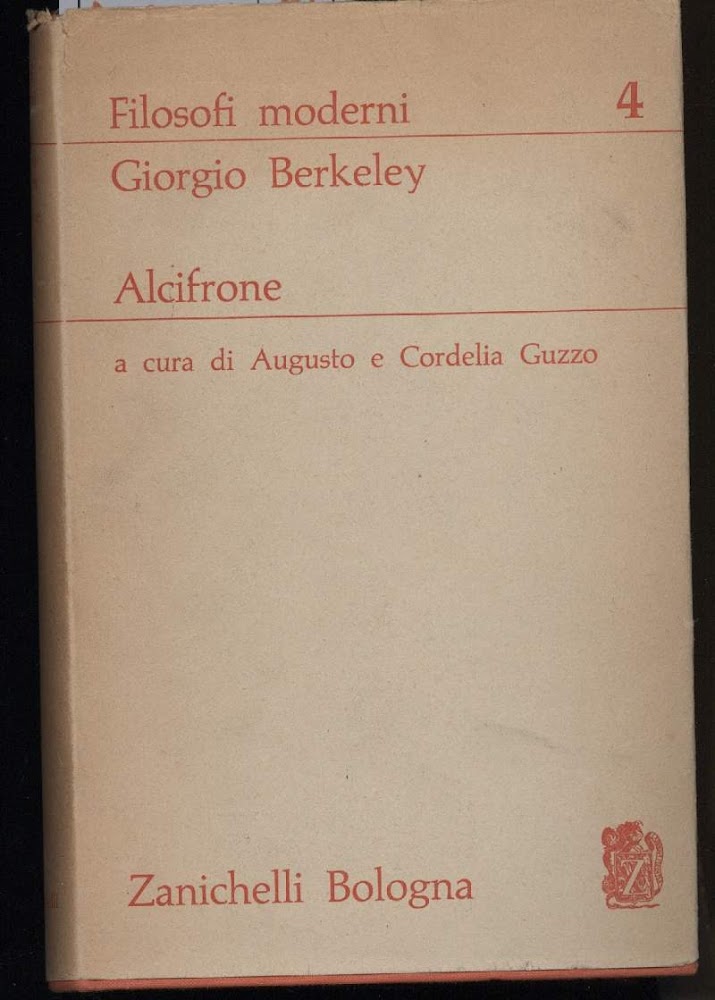 Filosofi moderni 4
Giorgio Berkeley
Alcifrone
a cura di Augusto e Cordelia Guzzo
Zanichelli Bologna
Z